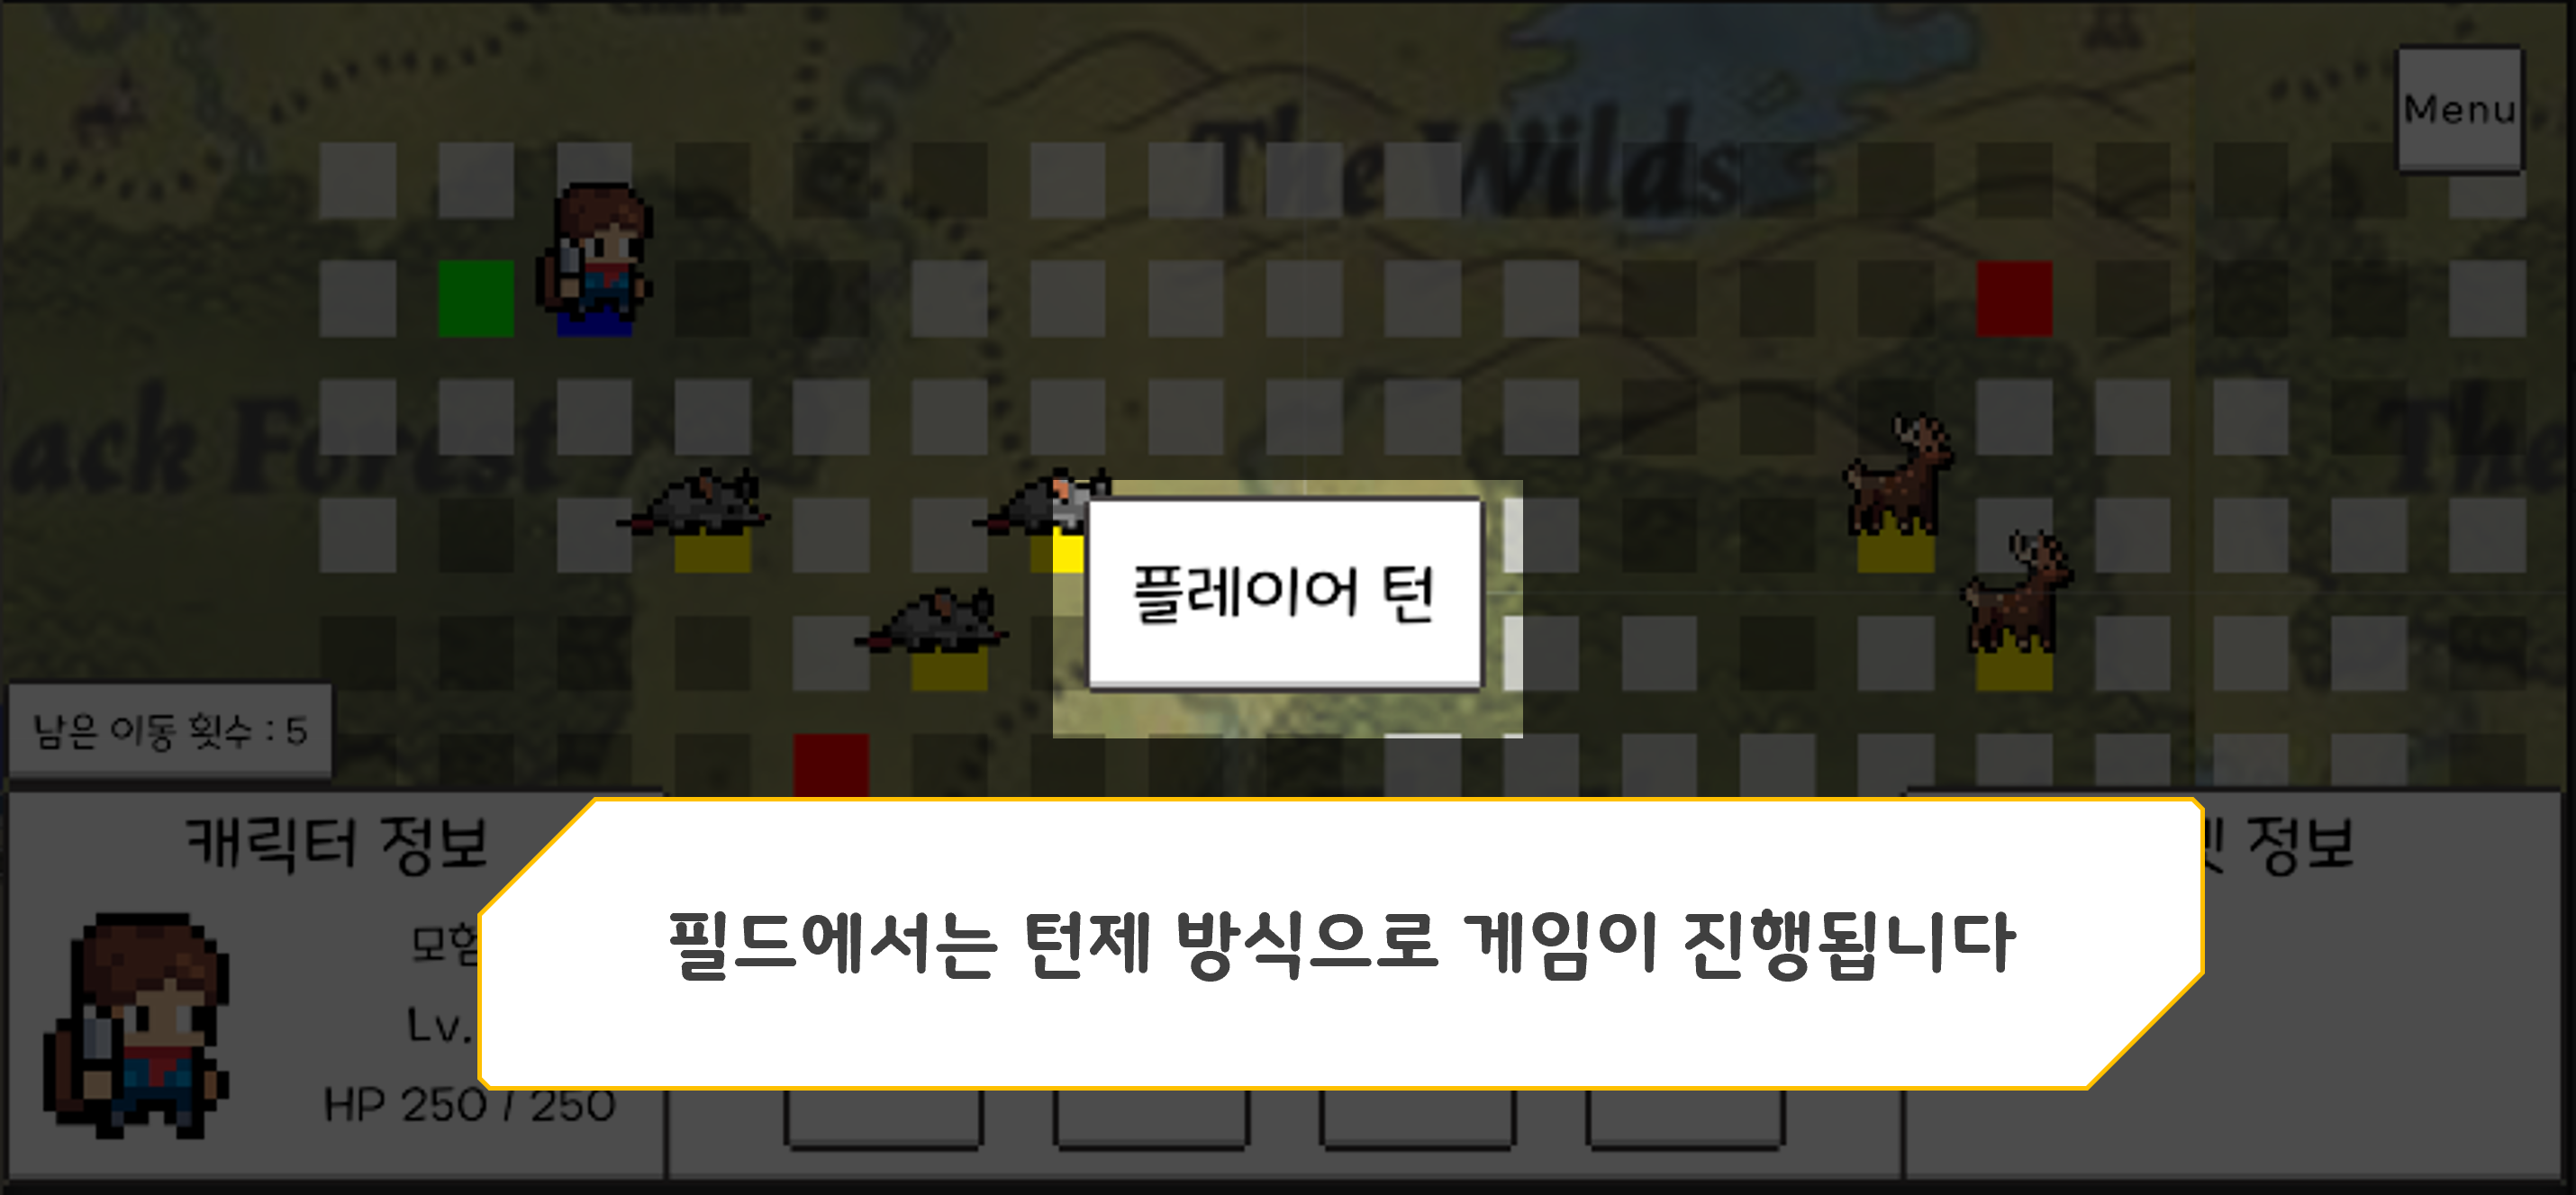 The Wilds
Menu
ack Forest
The
플레이어 턴
남은 이동 횟수 : 5
캐릭터 정보
정보
필드에서는 턴제 방식으로 게임이 진행됩니다
Lv.
HP 250 / 250